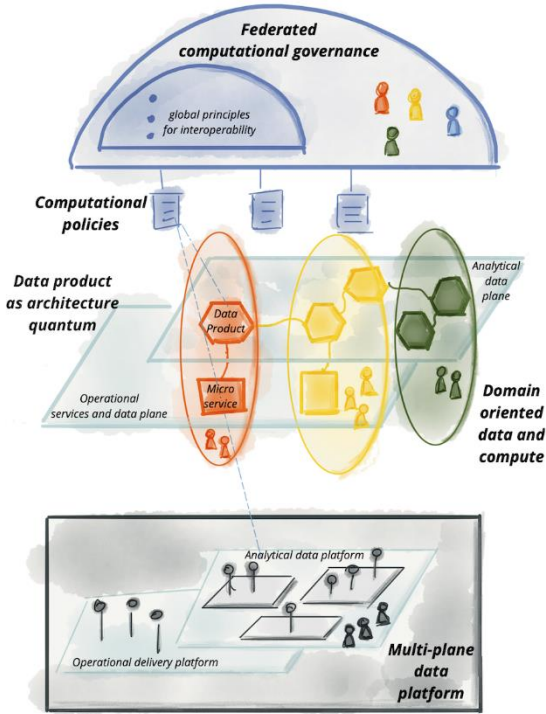 Federated
computational governance
global principles
for interoperability
Computational
policies
Data product
as architecture
quantum
Analytical
data
plane
Data
Product
Operational
services and data plane
Micro
service
Domain
oriented
data and
compute
Analytical data platform
Operational delivery platform
Multi-plane
data
platform